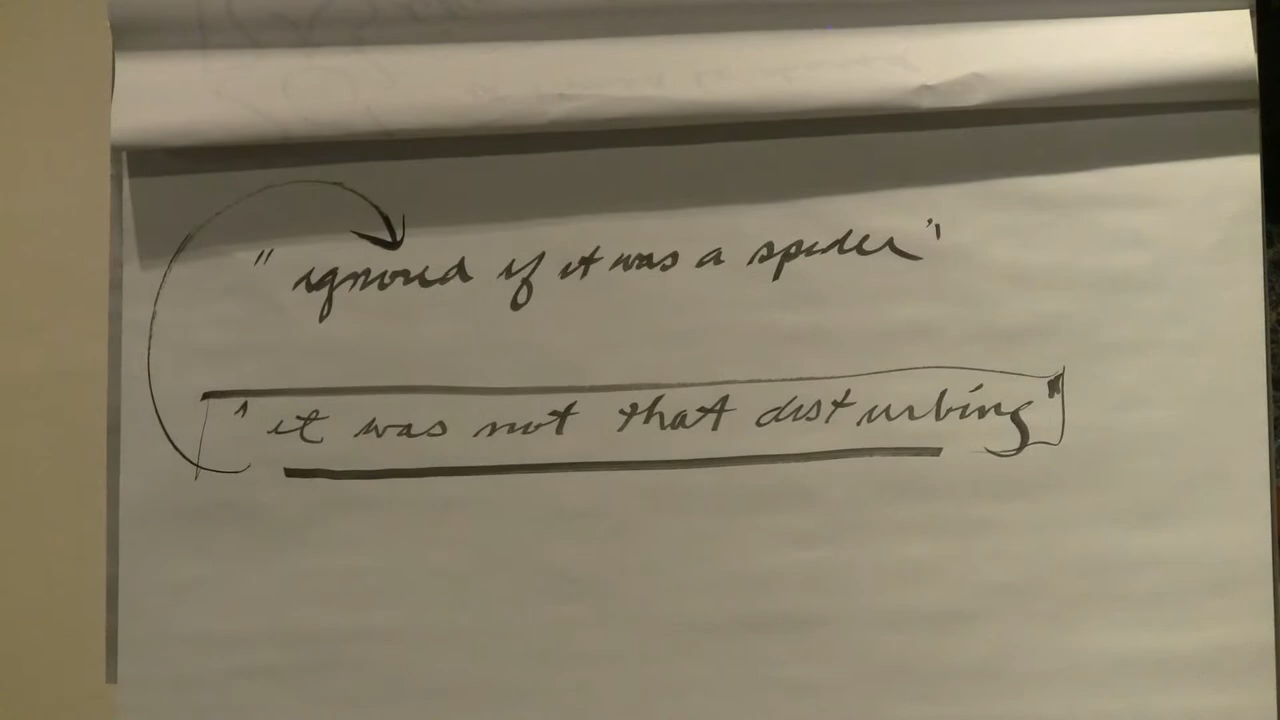 " ignored if it was a spider "
" it was not that disturbing "